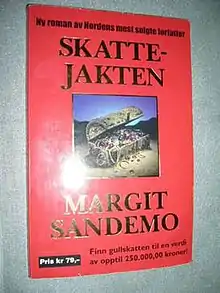 Ny roman av Nordens mest solgte forfatter
SKATTE-
JAKTEN
MARGIT
SANDEMO
Finn gullskatten til en verdi
av opptil 250.000,00 kroner!
Pris kr 79,-